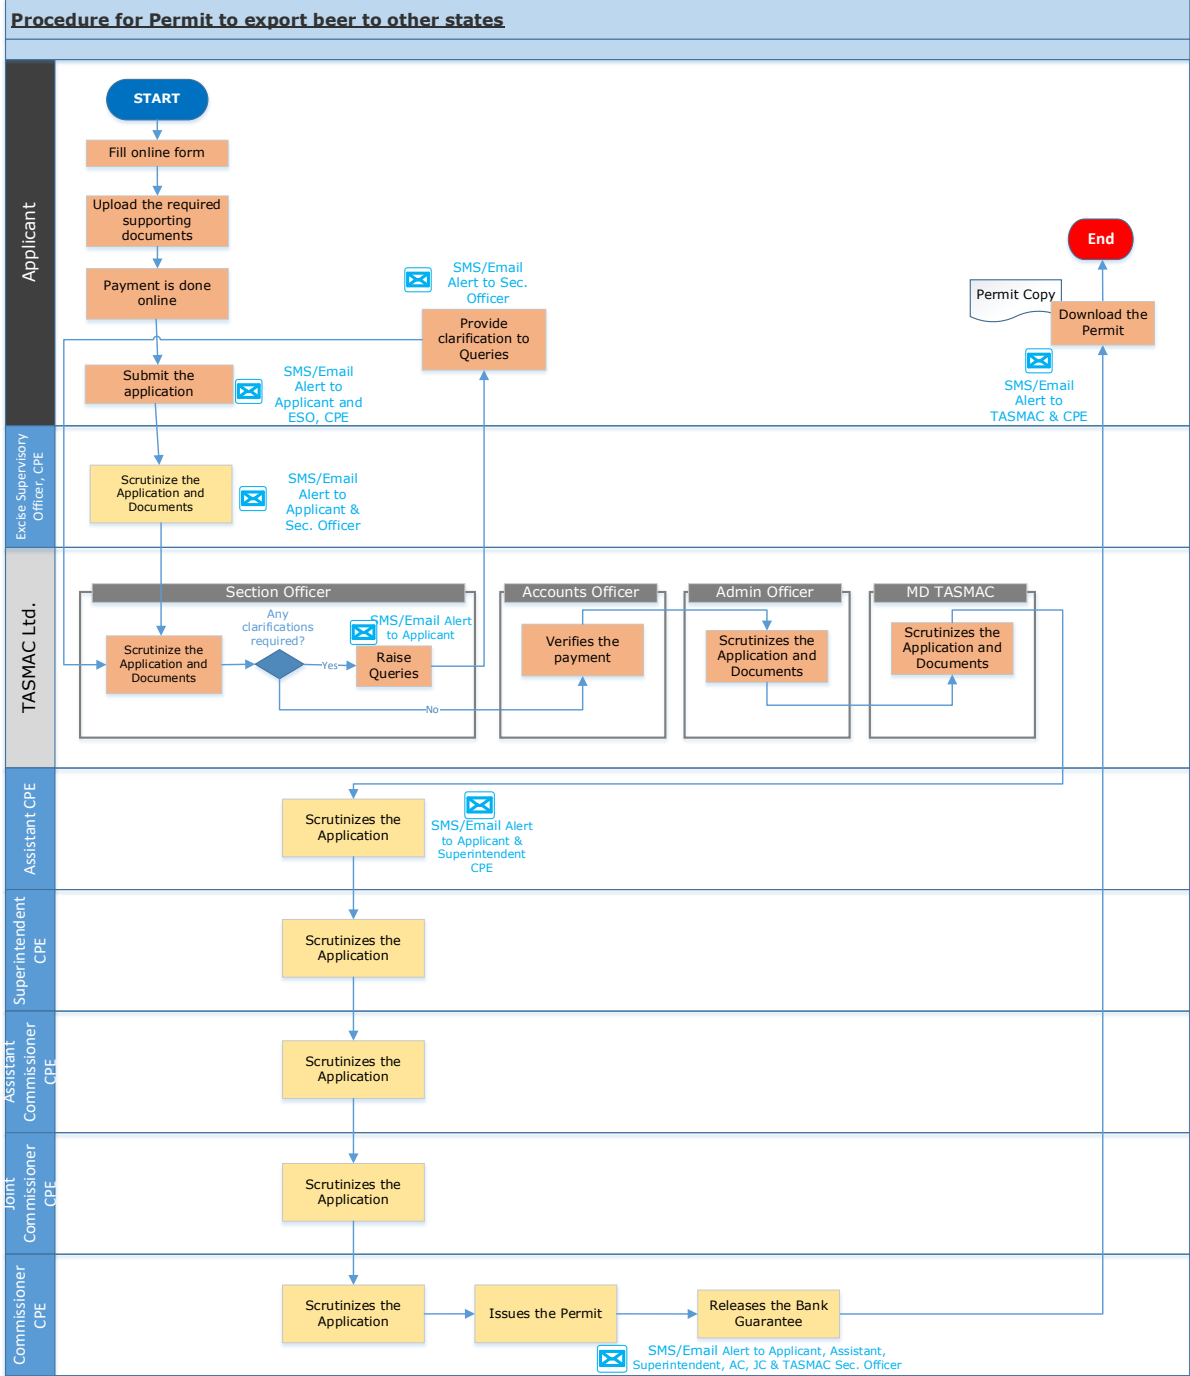 Procedure for Permit to export beer to other states
Applicant
START
Fill online form
Upload the required
supporting
documents
Payment is done
online
Submit the
application
SMS/Email
Alert to
Applicant and
ESO, CPE
SMS/Email
Alert to Sec.
Officer
Provide
clarification to
Queries
End
Permit Copy
Download the
Permit
SMS/Email
Alert to
TASMAC & CPE
Excise Supervisory
Officer, CPE
Scrutinize the
Application and
Documents
SMS/Email
Alert to
Applicant &
Sec. Officer
TASMAC Ltd.
Section Officer
Scrutinize the
Application and
Documents
Any
clarifications
required?
Yes
No
SMS/Email Alert
to Applicant
Raise
Queries
Accounts Officer
Verifies the
payment
Admin Officer
Scrutinizes the
Application and
Documents
MD TASMAC
Scrutinizes the
Application and
Documents
Assistant CPE
Scrutinizes the
Application
SMS/Email Alert
to Applicant &
Superintendent
CPE
Superintendent
CPE
Scrutinizes the
Application
Assistant
Commissioner
CPE
Scrutinizes the
Application
Joint
Commissioner
CPE
Scrutinizes the
Application
Commissioner
CPE
Scrutinizes the
Application
Issues the Permit
Releases the Bank
Guarantee
SMS/Email Alert to Applicant, Assistant,
Superintendent, AC, JC & TASMAC Sec. Officer